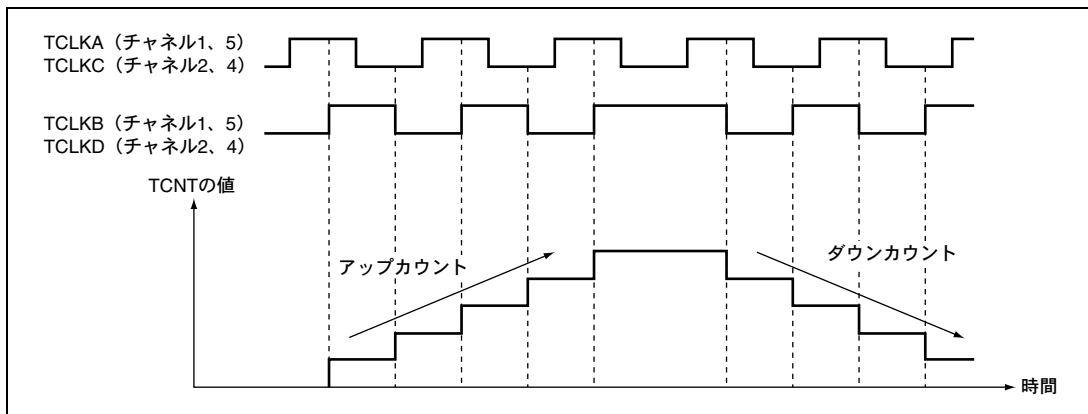 TCLKA（チャネル1、5）
TCLKC（チャネル2、4）
TCLKB（チャネル1、5）
TCLKD（チャネル2、4）
TCNTの値
アップカウント
ダウンカウント
時間